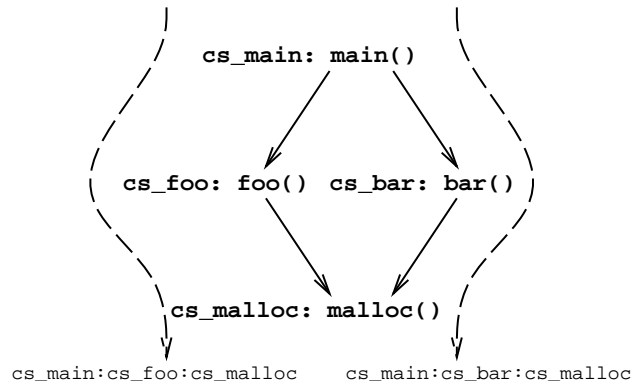 cs_main: main()
cs_foo: foo() cs_bar: bar()
cs_malloc: malloc()
cs_main:cs_foo:cs_malloc cs_main:cs_bar:cs_malloc